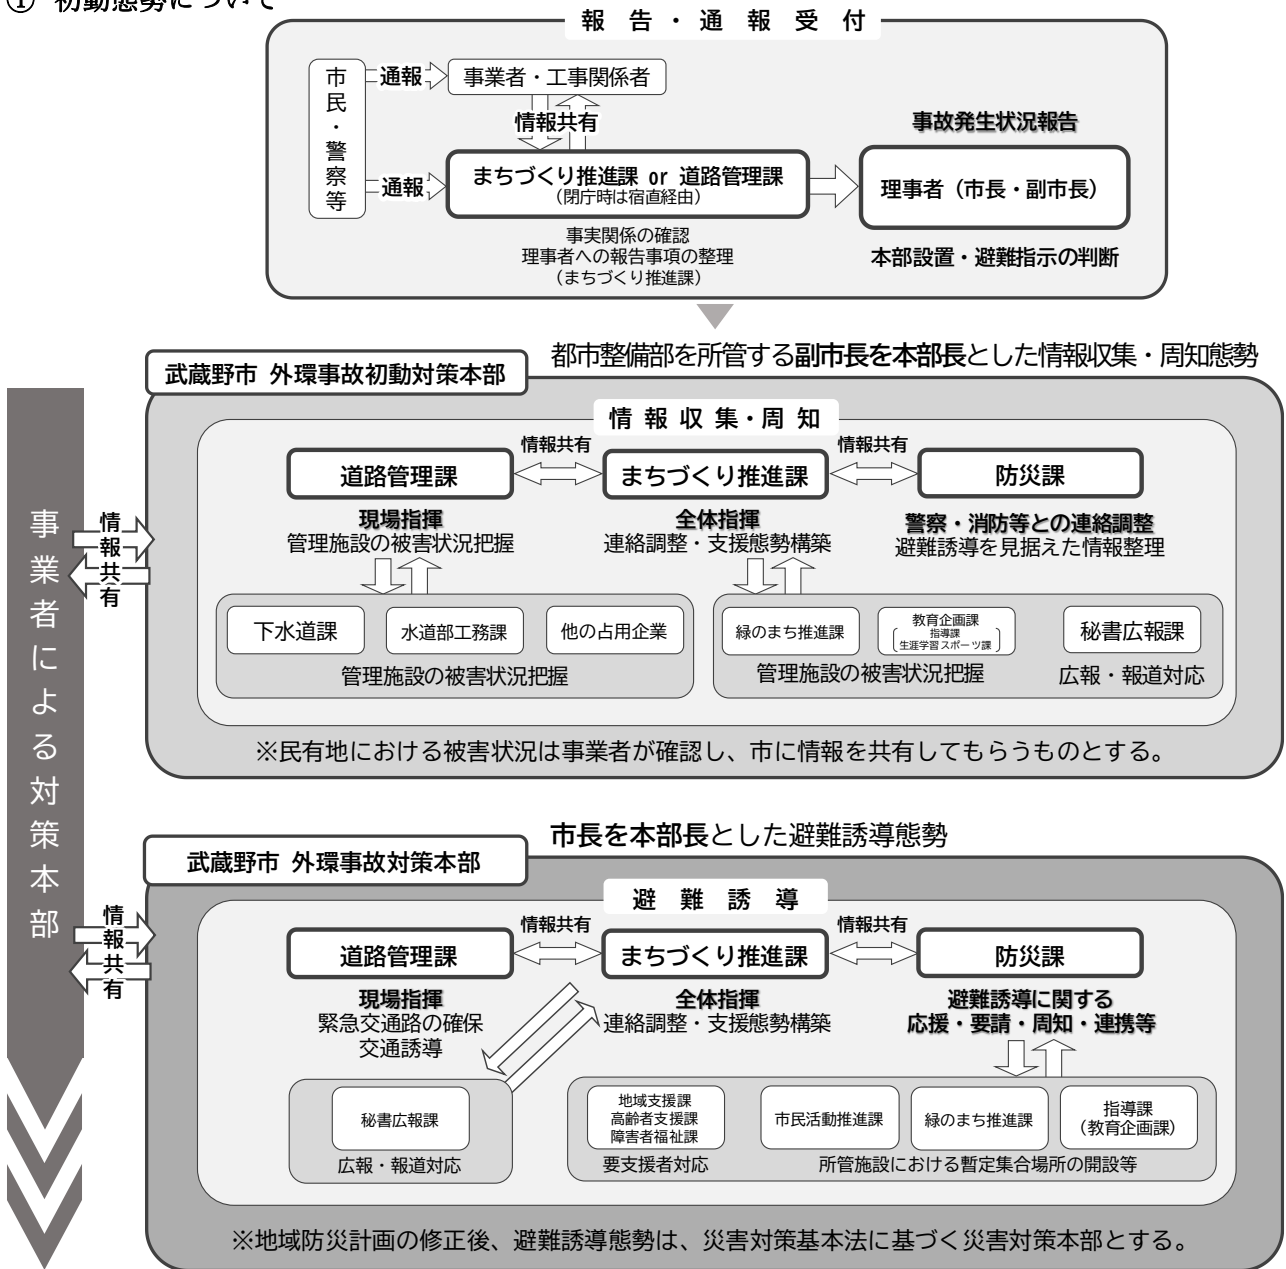 ① 初動態勢について
報告・通報受付
市民・警察等
通報
事業者・工事関係者
情報共有
通報
まちづくり推進課 or 道路管理課
(閉庁時は宿直経由)
事実関係の確認
理事者への報告事項の整理
(まちづくり推進課)
事故発生状況報告
理事者(市長・副市長)
本部設置・避難指示の判断
事業者による対策本部
情報共有
都市整備部を所管する副市長を本部長とした情報収集・周知態勢
武蔵野市 外環事故初動対策本部
情報収集・周知
道路管理課
情報共有
まちづくり推進課
情報共有
防災課
現場指揮
管理施設の被害状況把握
全体指揮
連絡調整・支援態勢構築
警察・消防等との連絡調整
避難誘導を見据えた情報整理
下水道課
水道部工務課
他の占用企業
管理施設の被害状況把握
緑のまち推進課
教育企画課
指導課
生涯学習スポーツ課
管理施設の被害状況把握
秘書広報課
広報・報道対応
※民有地における被害状況は事業者が確認し、市に情報を共有してもらうものとする。
市長を本部長とした避難誘導態勢
武蔵野市 外環事故対策本部
情報共有
避難誘導
道路管理課
情報共有
まちづくり推進課
情報共有
防災課
現場指揮
緊急交通路の確保
交通誘導
全体指揮
連絡調整・支援態勢構築
避難誘導に関する
応援・要請・周知・連携等
秘書広報課
広報・報道対応
地域支援課
高齢者支援課
障害者福祉課
要支援者対応
市民活動推進課
緑のまち推進課
指導課
(教育企画課)
所管施設における暫定集合場所の開設等
※地域防災計画の修正後、避難誘導態勢は、災害対策基本法に基づく災害対策本部とする。